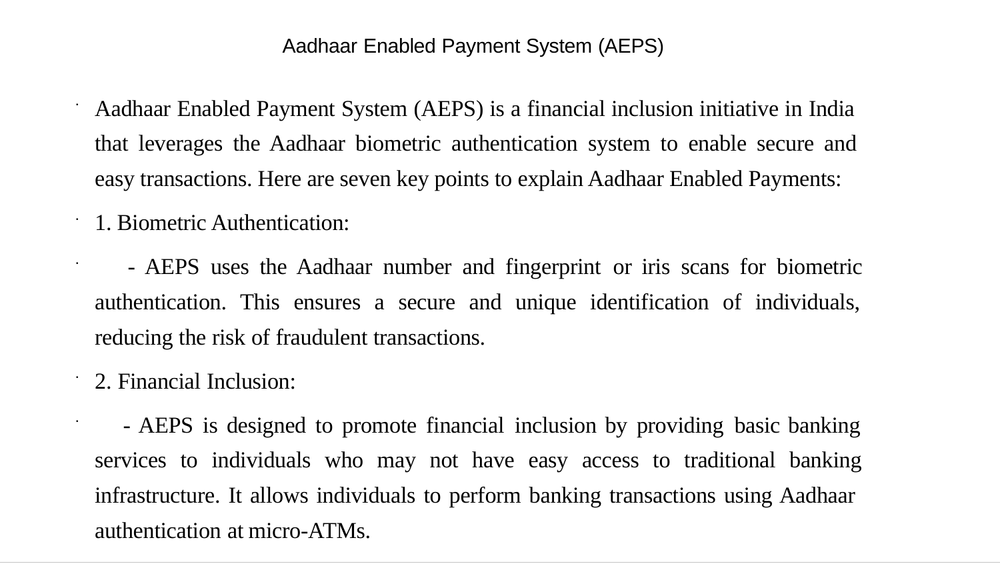 Aadhaar Enabled Payment System (AEPS)
· Aadhaar Enabled Payment System (AEPS) is a financial inclusion initiative in India
that leverages the Aadhaar biometric authentication system to enable secure and
easy transactions. Here are seven key points to explain Aadhaar Enabled Payments:
· 1. Biometric Authentication:
· - AEPS uses the Aadhaar number and fingerprint or iris scans for biometric
authentication. This ensures a secure and unique identification of individuals,
reducing the risk of fraudulent transactions.
· 2. Financial Inclusion:
· - AEPS is designed to promote financial inclusion by providing basic banking
services to individuals who may not have easy access to traditional banking
infrastructure. It allows individuals to perform banking transactions using Aadhaar
authentication at micro-ATMs.